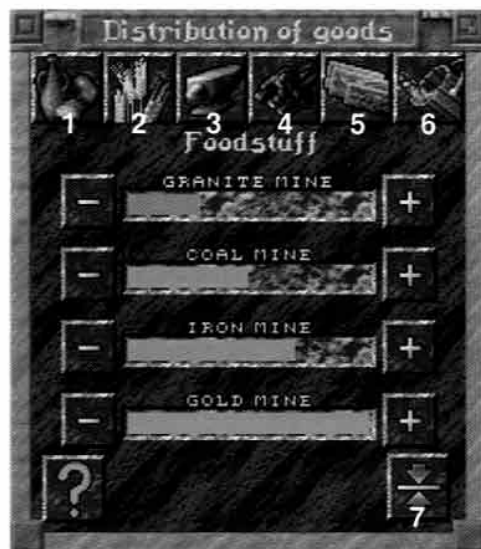 Distribution of goods
1 2 3 4 5 6
Foodstuff
GRANITE MINE
- +
COAL MINE
- +
IRON MINE
- +
GOLD MINE
- +
?
7